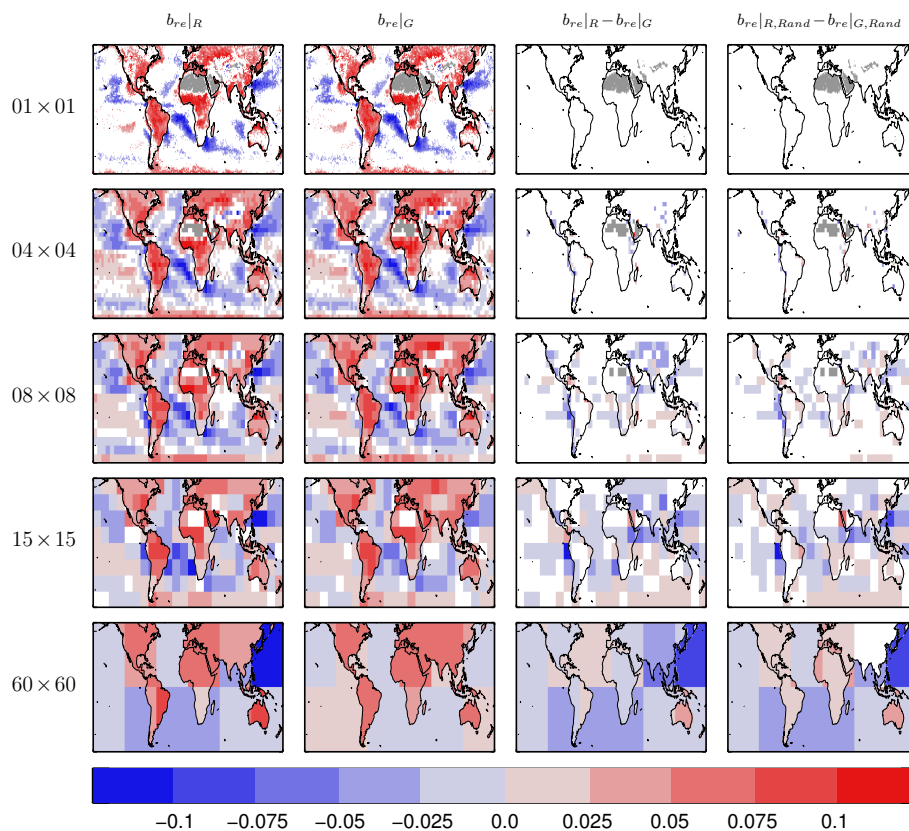 b_{re}|_R b_{re}|_G b_{re}|_R − b_{re}|_G b_{re}|_{R,Rand} − b_{re}|_{G,Rand}
01 × 01
04 × 04
08 × 08
15 × 15
60 × 60
−0.1 −0.075 −0.05 −0.025 0.0 0.025 0.05 0.075 0.1